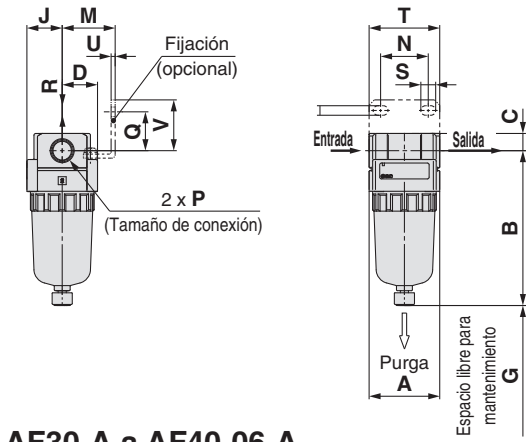 J M
U
D
R
Q
V
Fijación
(opcional)
2 x P
(Tamaño de conexión)
T
N
S
C
Entrada
Salida
B
Purga
A
G
Espacio libre para
mantenimiento
AF30-A a AF40-06-A